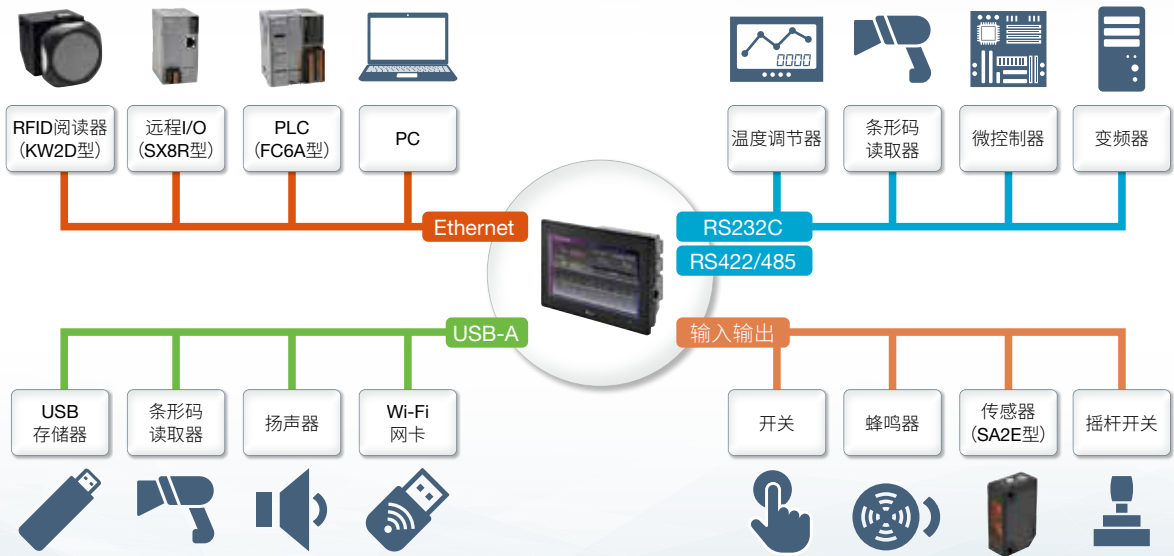 RFID阅读器
（KW2D型）
远程I/O
（SX8R型）
PLC
（FC6A型）
PC
0000
温度调节器
条形码
读取器
微控制器
变频器
Ethernet
RS232C
RS422/485
USB-A
输入输出
USB
存储器
条形码
读取器
扬声器
Wi-Fi
网卡
开关
蜂鸣器
传感器
（SA2E型）
摇杆开关